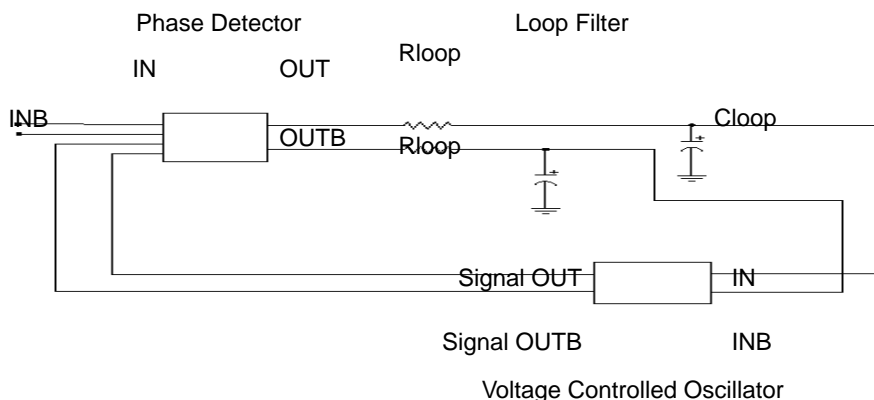 Phase Detector Loop Filter
Rloop
IN OUT
INB Cloop
OUTB Rloop
Signal OUT IN
Signal OUTB INB
Voltage Controlled Oscillator